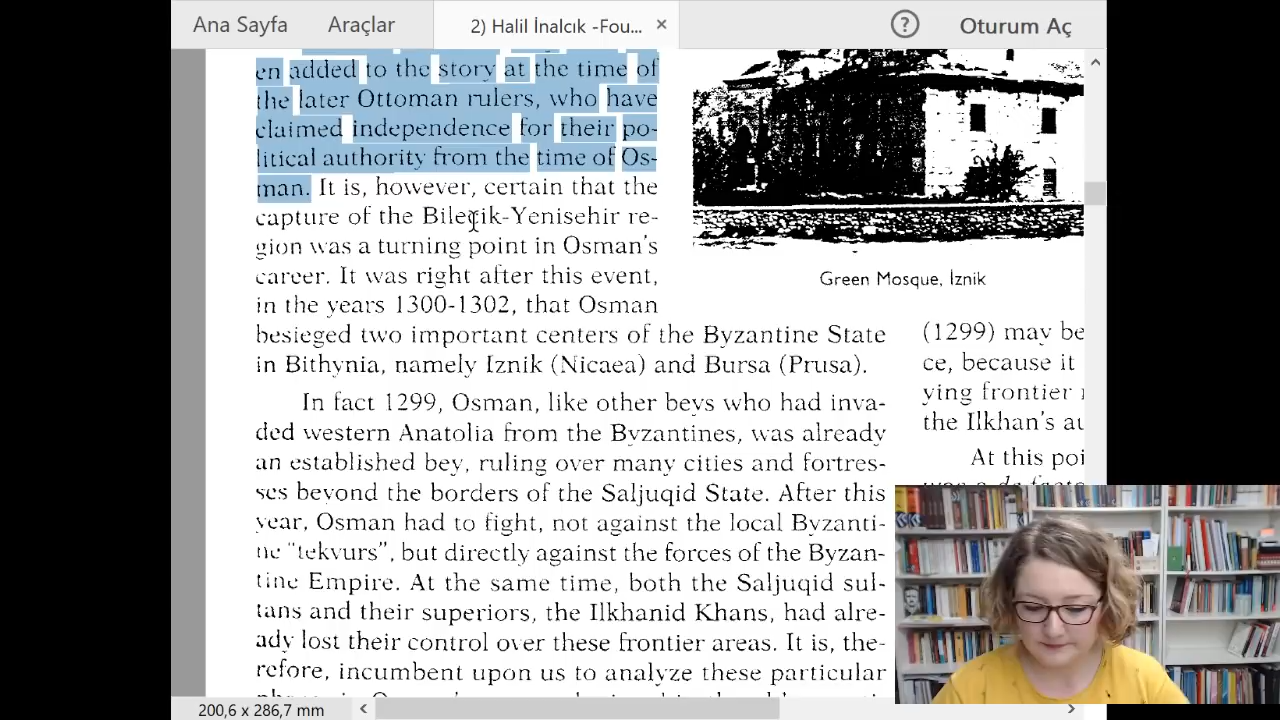 Ana Sayfa
Araçlar
2) Halil İnalcık -Fou...
Oturum Aç
en added to the story at the time of
the later Ottoman rulers, who have
claimed independence for their po-
litical authority from the time of Os-
man. It is, however, certain that the
capture of the Bilecik-Yenisehir re-
gion was a turning point in Osman's
career. It was right after this event,
in the years 1300-1302, that Osman
besieged two important centers of the Byzantine State
in Bithynia, namely Iznik (Nicaea) and Bursa (Prusa).
In fact 1299, Osman, like other beys who had inva-
ded western Anatolia from the Byzantines, was already
an established bey, ruling over many cities and fortres-
ses beyond the borders of the Saljuqid State. After this
year, Osman had to fight, not against the local Byzanti-
ne "tekvurs", but directly against the forces of the Byzan-
tine Empire. At the same time, both the Saljuqid sul-
tans and their superiors, the Ilkhanid Khans, had alre-
ady lost their control over these frontier areas. It is, the-
refore, incumbent upon us to analyze these particular
Green Mosque, İznik
(1299) may be
ce, because it
ying frontier
the Ilkhan's au
At this poi
200,6 x 286,7 mm